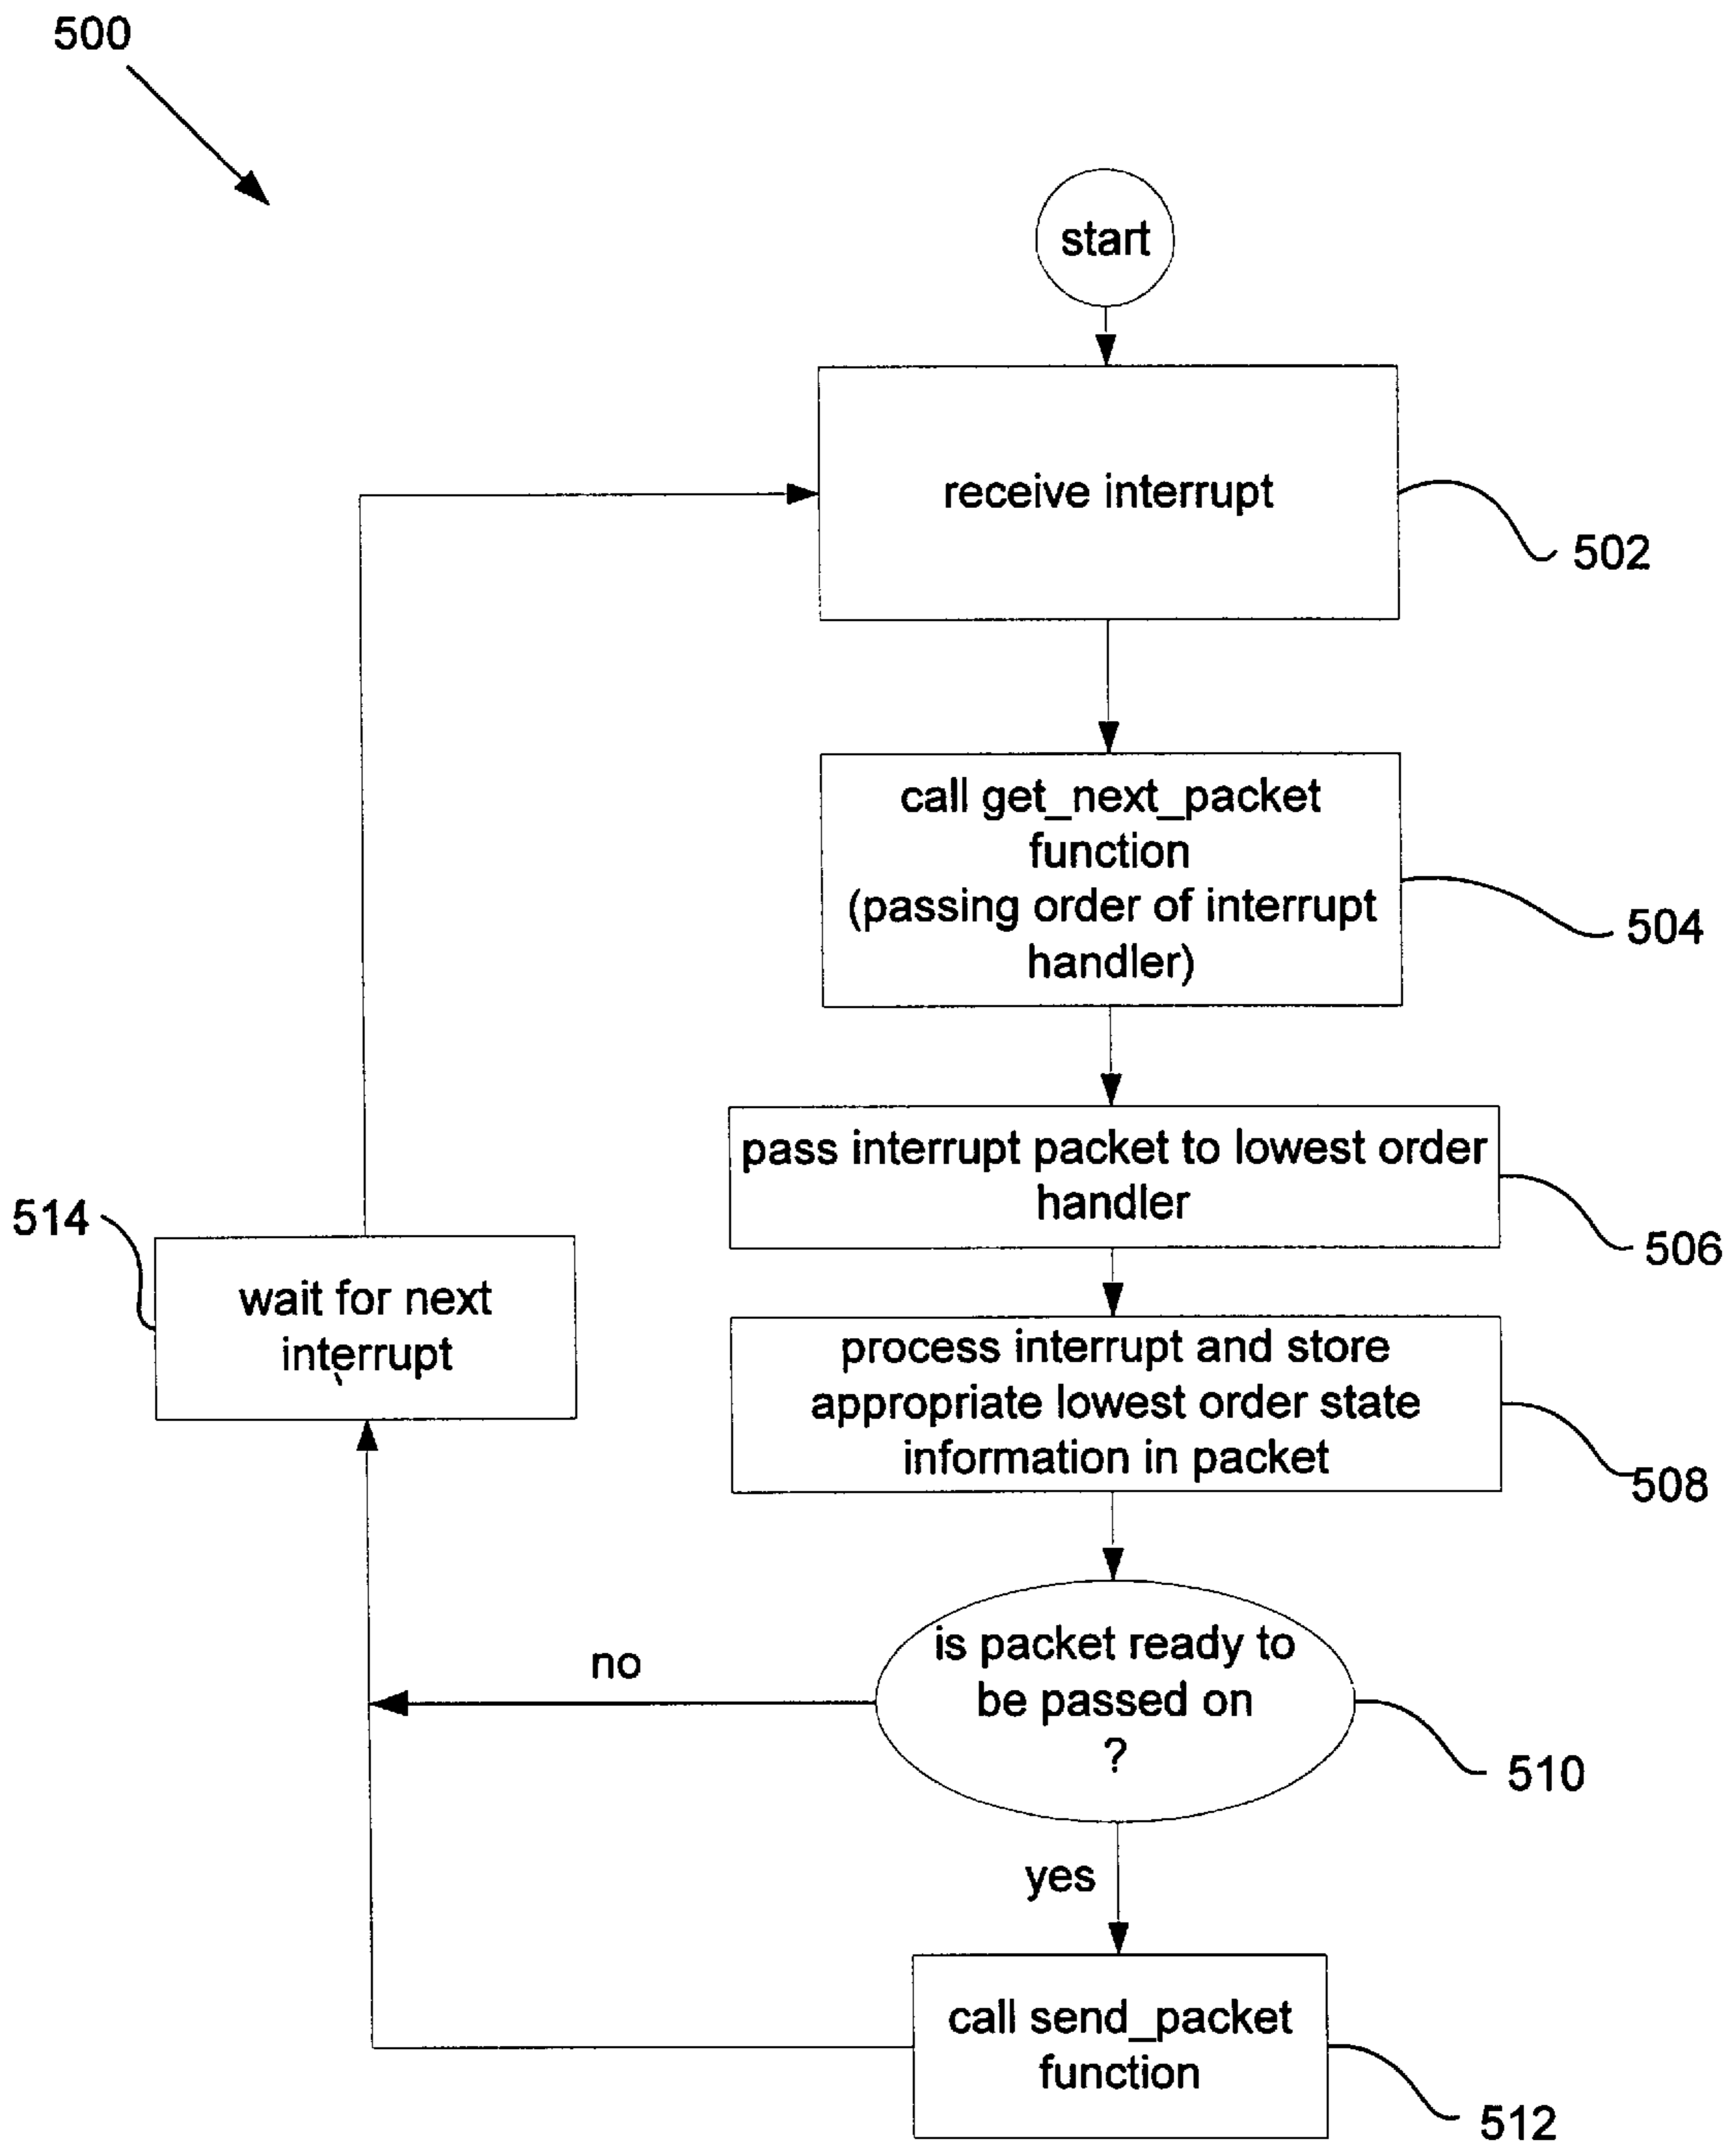 500
start
receive interrupt
502
call get_next_packet
function
(passing order of interrupt
handler)
504
pass interrupt packet to lowest order
handler
506
514
wait for next
interrupt
process interrupt and store
appropriate lowest order state
information in packet
508
is packet ready to
be passed on
?
no
510
yes
call send_packet
function
512